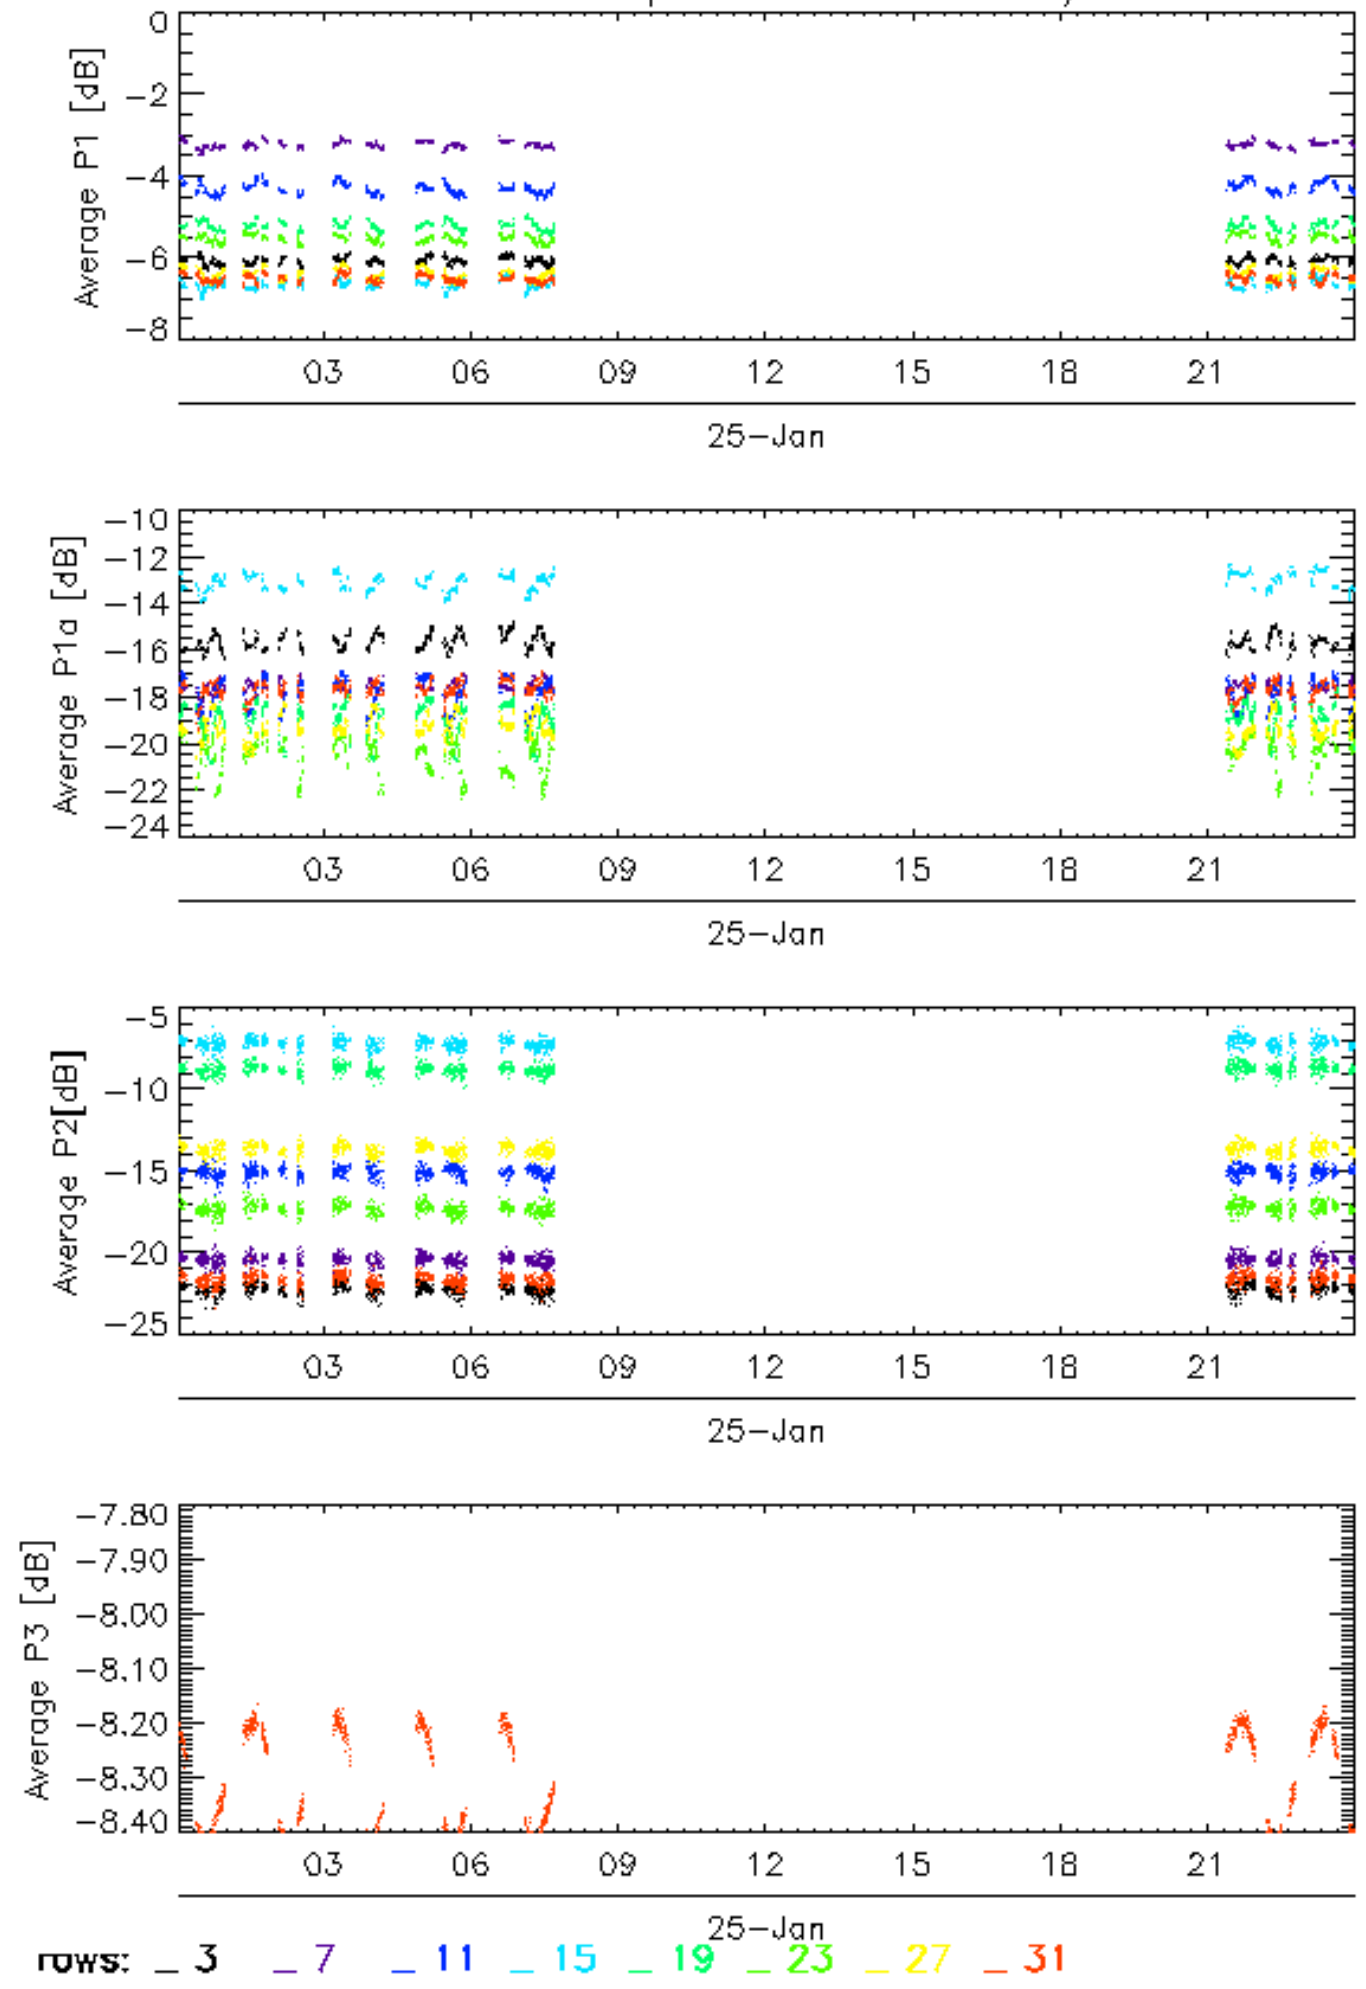 Average P1 [dB]
0
-2
-4
-6
-8
03 06 09 12 15 18 21
25-Jan
Average P1a [dB]
-10
-12
-14
-16
-18
-20
-22
-24
03 06 09 12 15 18 21
25-Jan
Average P2[dB]
-5
-10
-15
-20
-25
03 06 09 12 15 18 21
25-Jan
Average P3 [dB]
-7.80
-7.90
-8.00
-8.10
-8.20
-8.30
-8.40
03 06 09 12 15 18 21
25-Jan
rows: _ 3 _ 7 _ 11 _ 15 _ 19 _ 23 _ 27 _ 31